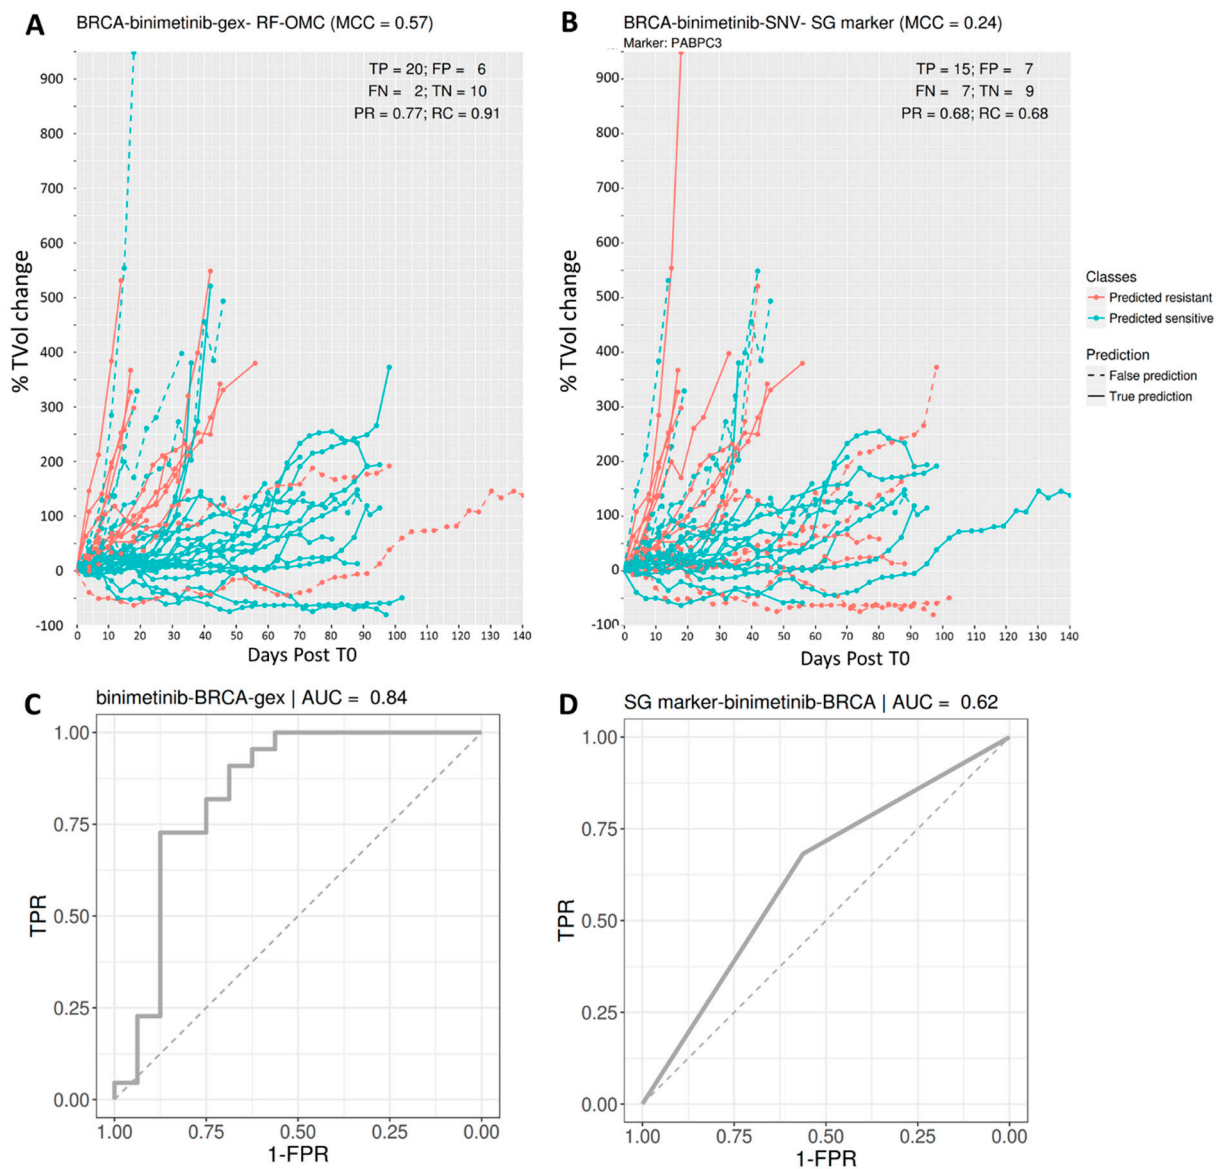 A
BRCA-binimetinib-gex- RF-OMC (MCC = 0.57)
TP = 20; FP = 6
FN = 2; TN = 10
PR = 0.77; RC = 0.91
% TVol change
900
800
700
600
500
400
300
200
100
0
-100
0 10 20 30 40 50 60 70 80 90 100 110 120 130 140
Days Post T0
B
BRCA-binimetinib-SNV- SG marker (MCC = 0.24)
Marker: PABPC3
TP = 15; FP = 7
FN = 7; TN = 9
PR = 0.68; RC = 0.68
% TVol change
900
800
700
600
500
400
300
200
100
0
-100
0 10 20 30 40 50 60 70 80 90 100 110 120 130 140
Days Post T0
Classes
Predicted resistant
Predicted sensitive
Prediction
False prediction
True prediction
C
binimetinib-BRCA-gex | AUC = 0.84
TPR
1.00
0.75
0.50
0.25
0.00
1.00 0.75 0.50 0.25 0.00
1-FPR
D
SG marker-binimetinib-BRCA | AUC = 0.62
TPR
1.00
0.75
0.50
0.25
0.00
1.00 0.75 0.50 0.25 0.00
1-FPR